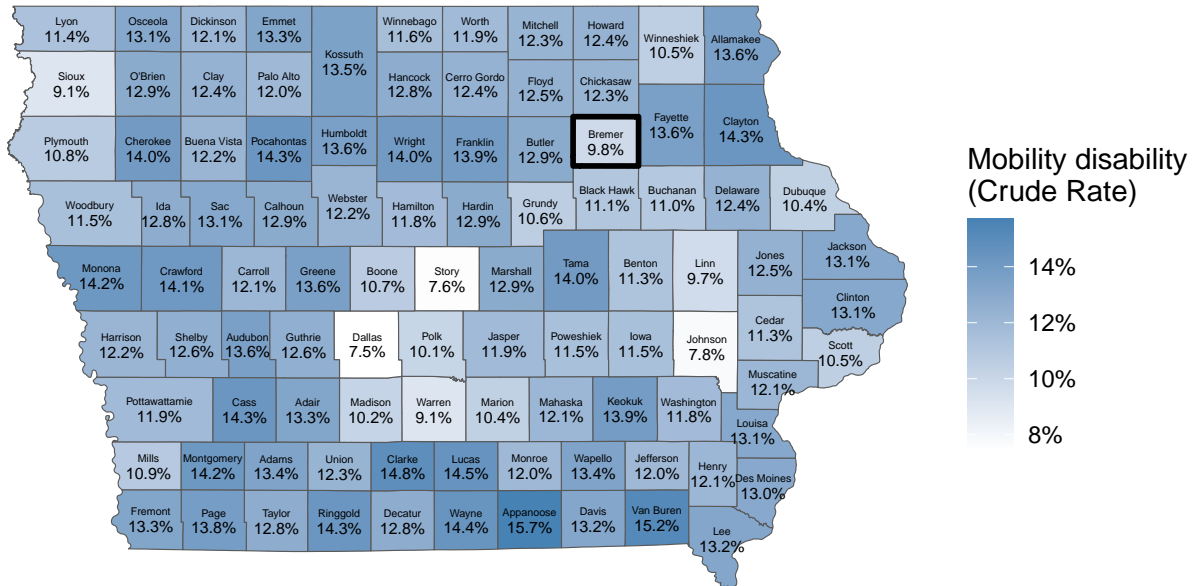 Lyon
11.4%
Osceola
13.1%
Dickinson
12.1%
Emmet
13.3%
Kossuth
13.5%
Winnebago
11.6%
Worth
11.9%
Mitchell
12.3%
Howard
12.4%
Winneshiek
10.5%
Allamakee
13.6%
Sioux
9.1%
O'Brien
12.9%
Clay
12.4%
Palo Alto
12.0%
Hancock
12.8%
Cerro Gordo
12.4%
Floyd
12.5%
Chickasaw
12.3%
Plymouth
10.8%
Cherokee
14.0%
Buena Vista
12.2%
Pocahontas
14.3%
Humboldt
13.6%
Wright
14.0%
Franklin
13.9%
Butler
12.9%
Bremer
9.8%
Fayette
13.6%
Clayton
14.3%
Woodbury
11.5%
Ida
12.8%
Sac
13.1%
Calhoun
12.9%
Webster
12.2%
Hamilton
11.8%
Hardin
12.9%
Grundy
10.6%
Black Hawk
11.1%
Buchanan
11.0%
Delaware
12.4%
Dubuque
10.4%
Monona
14.2%
Crawford
14.1%
Carroll
12.1%
Greene
13.6%
Boone
10.7%
Story
7.6%
Marshall
12.9%
Tama
14.0%
Benton
11.3%
Linn
9.7%
Jones
12.5%
Jackson
13.1%
Clinton
13.1%
Harrison
12.2%
Shelby
12.6%
Audubon
13.6%
Guthrie
12.6%
Dallas
7.5%
Polk
10.1%
Jasper
11.9%
Poweshiek
11.5%
Iowa
11.5%
Johnson
7.8%
Cedar
11.3%
Scott
10.5%
Muscatine
12.1%
Pottawattamie
11.9%
Cass
14.3%
Adair
13.3%
Madison
10.2%
Warren
9.1%
Marion
10.4%
Mahaska
12.1%
Keokuk
13.9%
Washington
11.8%
Louisa
13.1%
Mills
10.9%
Montgomery
14.2%
Adams
13.4%
Union
12.3%
Clarke
14.8%
Lucas
14.5%
Monroe
12.0%
Wapello
13.4%
Jefferson
12.0%
Henry
12.1%
Des Moines
13.0%
Fremont
13.3%
Page
13.8%
Taylor
12.8%
Ringgold
14.3%
Decatur
12.8%
Wayne
14.4%
Appanoose
15.7%
Davis
13.2%
Van Buren
15.2%
Lee
13.2%
Mobility disability
(Crude Rate)
14%
12%
10%
8%